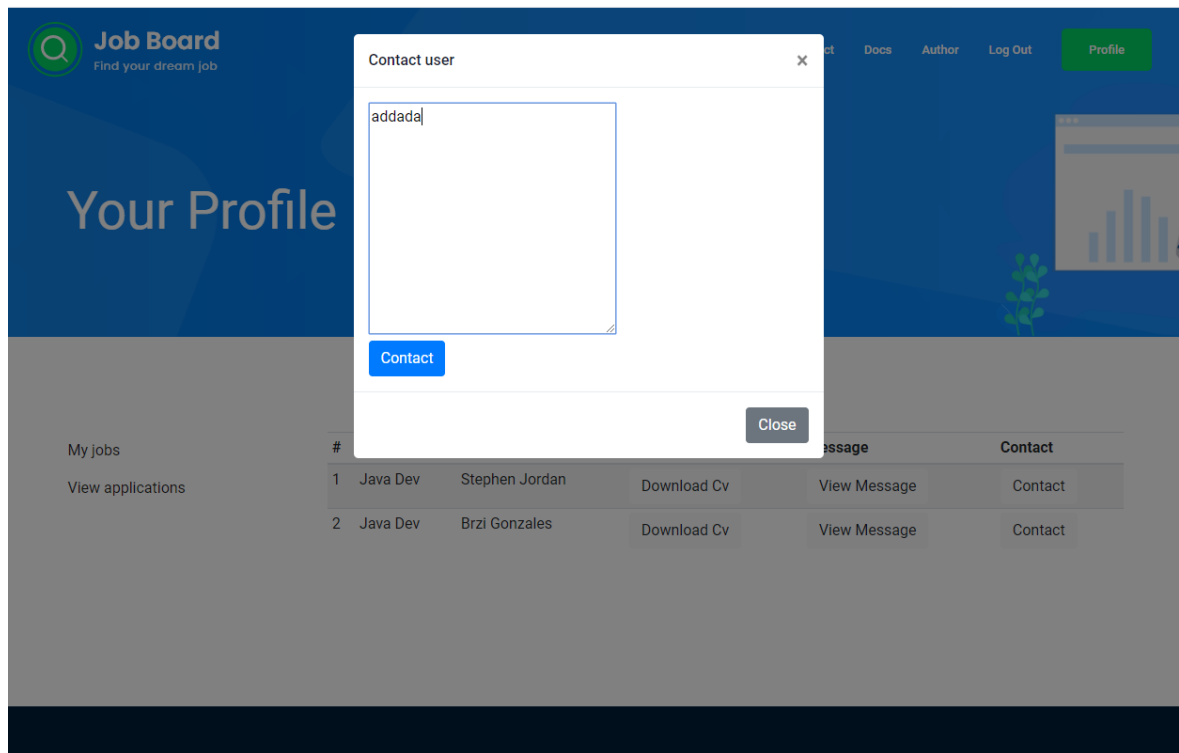 Job Board
Find your dream job
Docs Author Log Out Profile
Contact user ×
addada
Your Profile
Contact
Close
My jobs
View applications
# Contact
1 Java Dev Stephen Jordan Download Cv View Message Contact
2 Java Dev Brzi Gonzales Download Cv View Message Contact